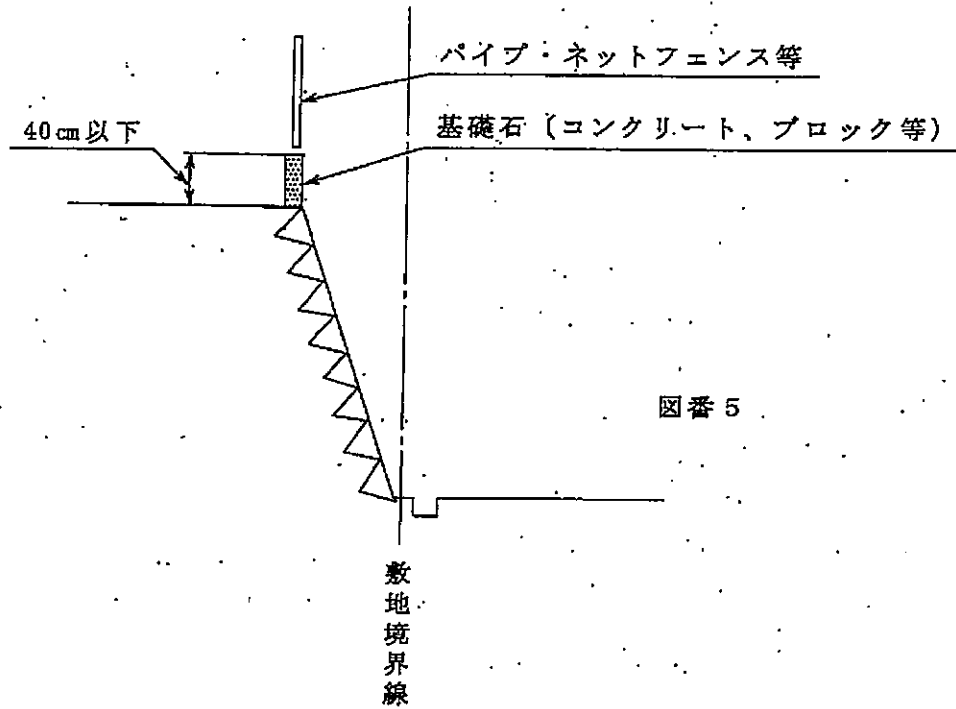 パイプ・ネットフェンス等
40cm以下
基礎石（コンクリート、ブロック等）
図番5
敷地境界線